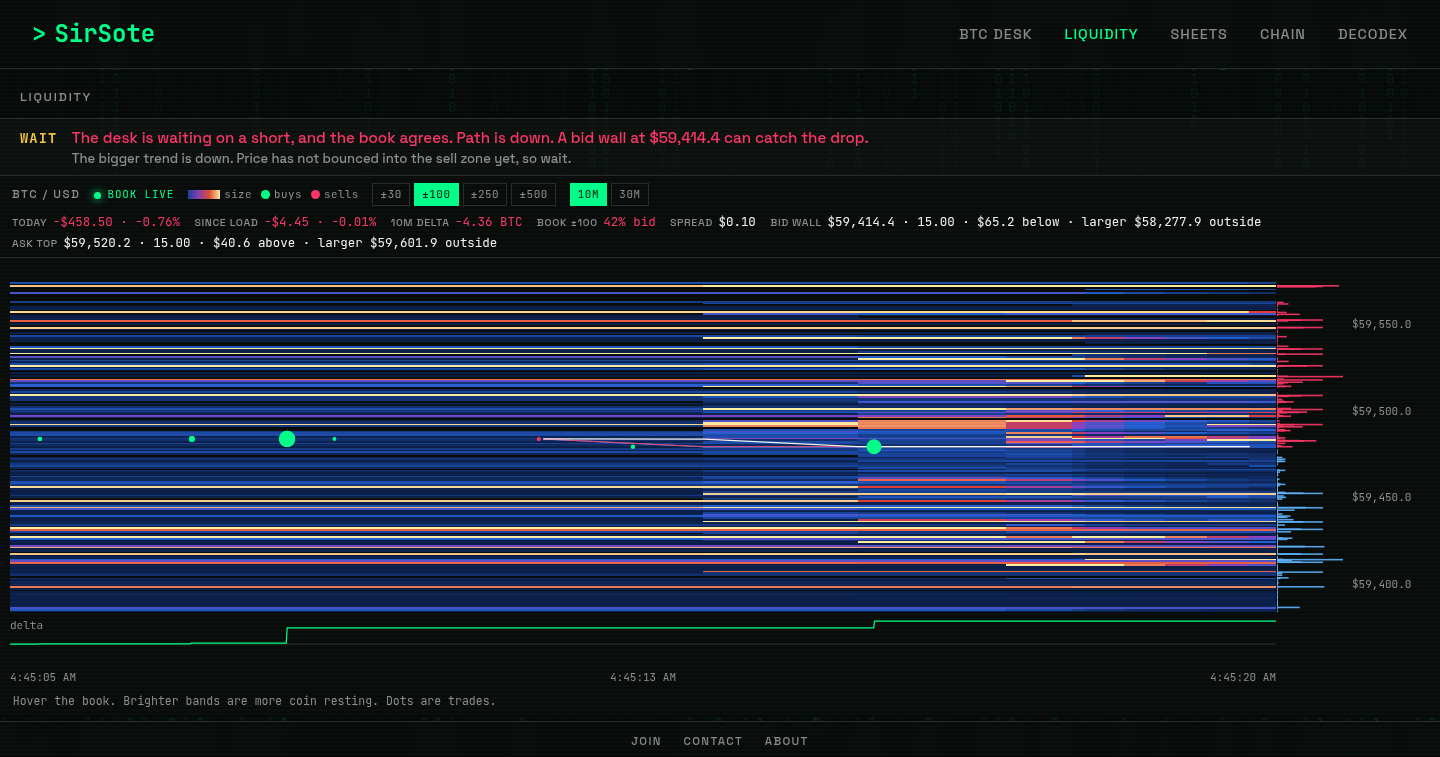 > SirSote
BTC DESK LIQUIDITY SHEETS CHAIN DECODEX
LIQUIDITY
WAIT The desk is waiting on a short, and the book agrees. Path is down. A bid wall at $59,414.4 can catch the drop.
The bigger trend is down. Price has not bounced into the sell zone yet, so wait.
BTC / USD BOOK LIVE size buys sells ±30 ±100 ±250 ±500 10M 30M
TODAY -$458.50 · -0.76% SINCE LOAD -$4.45 · -0.01% 10M DELTA -4.36 BTC BOOK ±100 42% bid SPREAD $0.10 BID WALL $59,414.4 · 15.00 · $65.2 below · larger $58,277.9 outside
ASK TOP $59,520.2 · 15.00 · $40.6 above · larger $59,601.9 outside
$59,550.0
$59,500.0
$59,450.0
$59,400.0
delta
4:45:05 AM 4:45:13 AM 4:45:20 AM
Hover the book. Brighter bands are more coin resting. Dots are trades.
JOIN CONTACT ABOUT